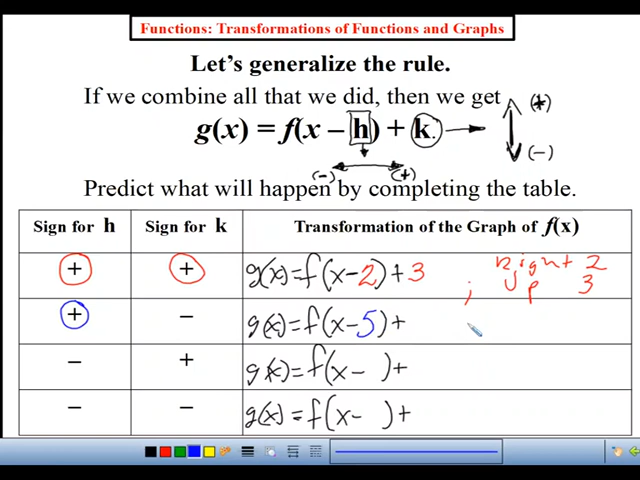 Functions: Transformations of Functions and Graphs
Let's generalize the rule.
If we combine all that we did, then we get
(+)
g(x) = f(x – h) + k.
(−)
(−) (+)
Predict what will happen by completing the table.
Sign for h Sign for k Transformation of the Graph of f(x)
+ + g(x)=f(x−2)+3 ; Right 2
Up 3
+ − g(x)=f(x−5)+
− + g(x)=f(x− )+
− − g(x)=f(x− )+